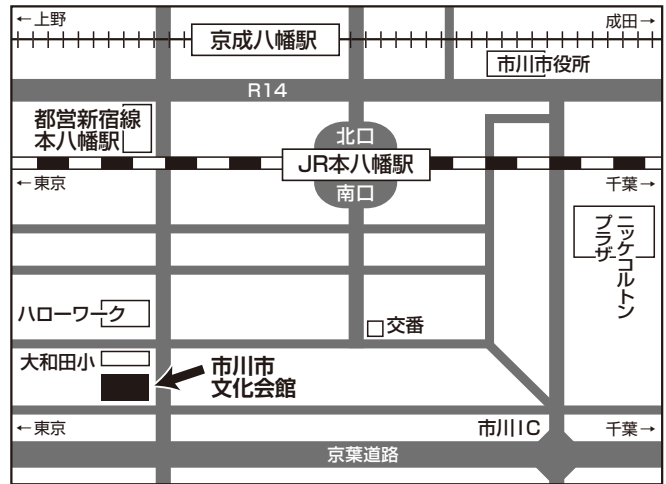 ←上野
成田→
京成八幡駅
市川市役所
R14
都営新宿線
本八幡駅
北口
JR本八幡駅
←東京
千葉→
南口
ニッケコルトン
プラザ
ハローワーク
交番
大和田小
市川市
文化会館
←東京
市川IC
千葉→
京葉道路